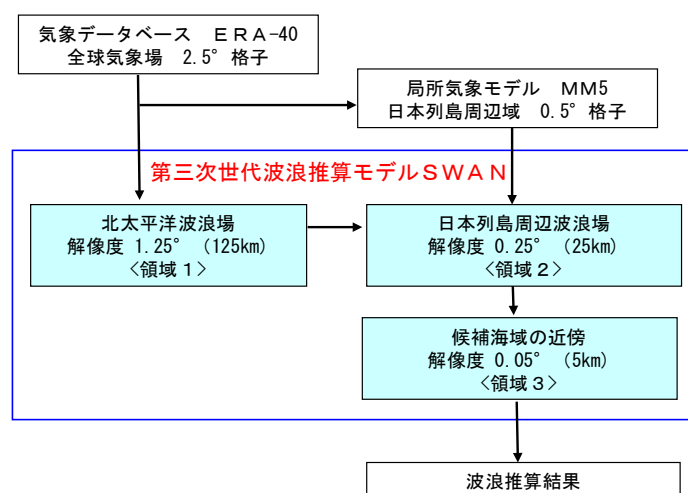 気象データベース　ＥＲＡ-40
全球気象場　2.5°格子
局所気象モデル　ＭＭ5
日本列島周辺域　0.5°格子
第三次世代波浪推算モデルＳＷＡＮ
北太平洋波浪場
解像度 1.25°（125km）
＜領域１＞
日本列島周辺波浪場
解像度 0.25°（25km）
＜領域２＞
候補海域の近傍
解像度 0.05°（5km）
＜領域３＞
波浪推算結果